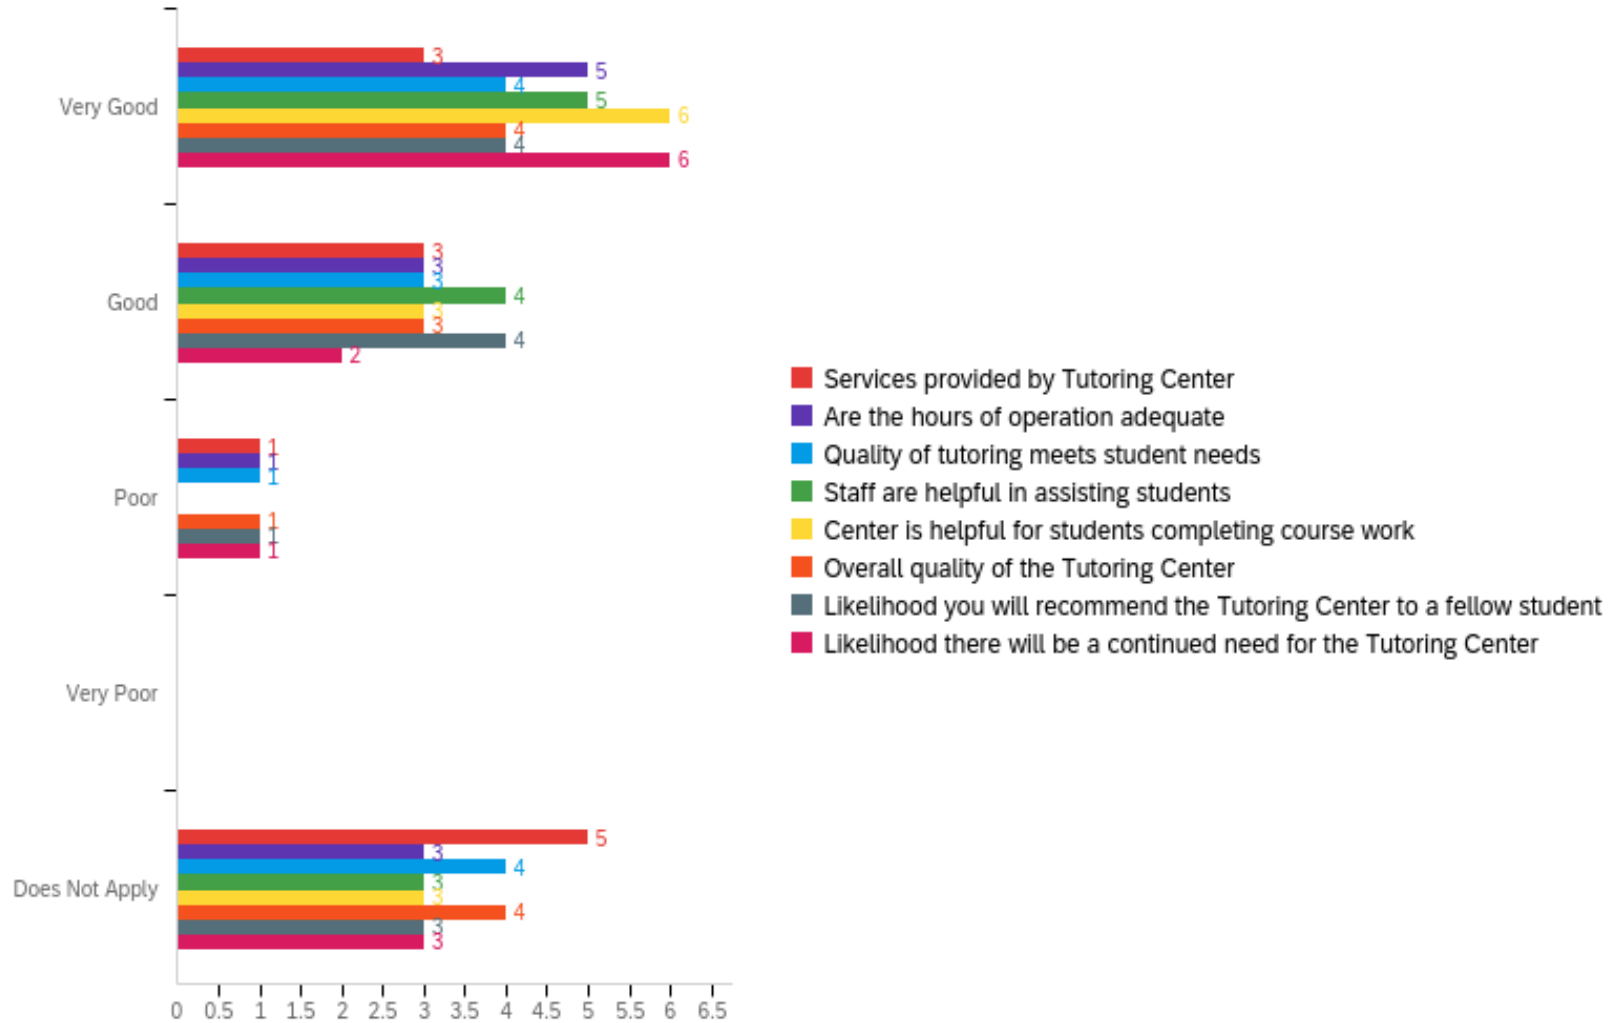 Very Good
3
5
4
5
6
4
4
6
Good
3
3
3
4
3
3
4
2
Poor
1
1
1
1
1
1
Very Poor
Does Not Apply
5
3
4
3
3
4
3
3
0 0.5 1 1.5 2 2.5 3 3.5 4 4.5 5 5.5 6 6.5
Services provided by Tutoring Center
Are the hours of operation adequate
Quality of tutoring meets student needs
Staff are helpful in assisting students
Center is helpful for students completing course work
Overall quality of the Tutoring Center
Likelihood you will recommend the Tutoring Center to a fellow student
Likelihood there will be a continued need for the Tutoring Center